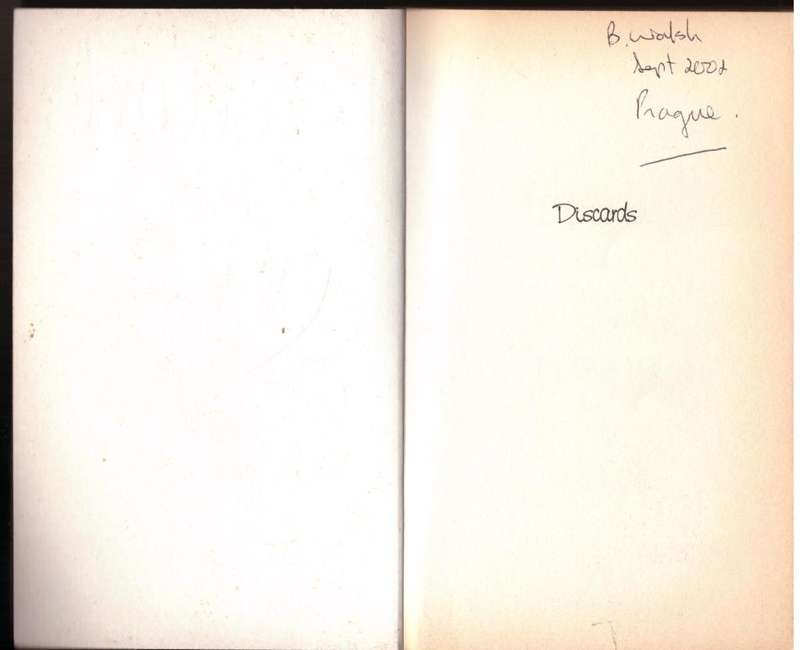 B. Walsh
Sept 2002
Prague.
Discards